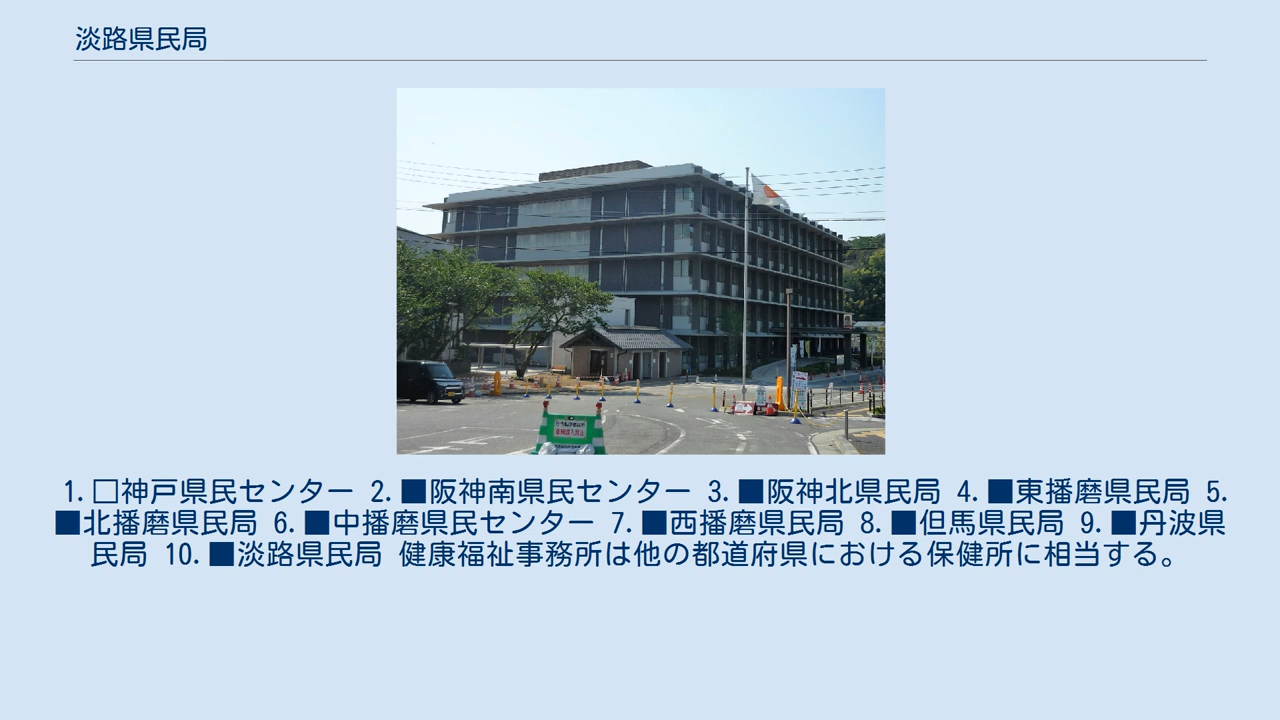 淡路県民局
1.□神戸県民センター 2.■阪神南県民センター 3.■阪神北県民局 4.■東播磨県民局 5.
■北播磨県民局 6.■中播磨県民センター 7.■西播磨県民局 8.■但馬県民局 9.■丹波県
民局 10.■淡路県民局 健康福祉事務所は他の都道府県における保健所に相当する。